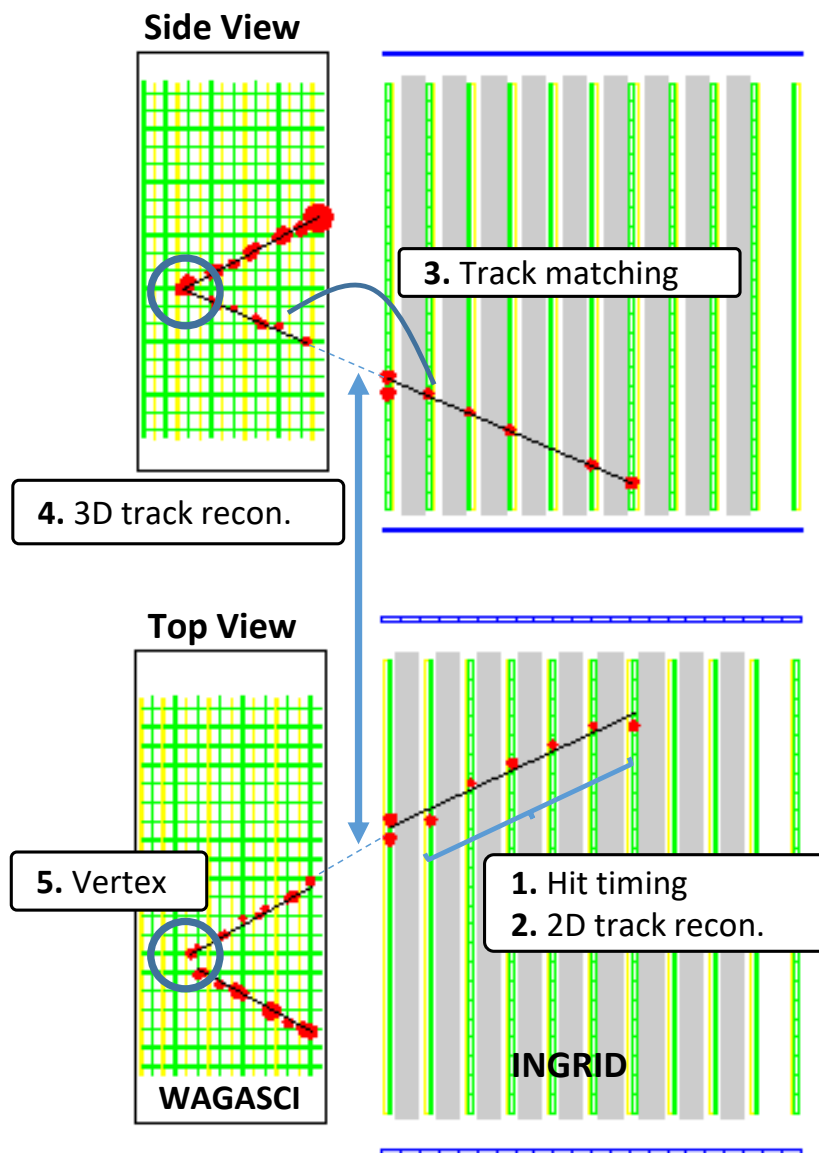 Side View
3. Track matching
4. 3D track recon.
Top View
5. Vertex
1. Hit timing
2. 2D track recon.
INGRID
WAGASCI